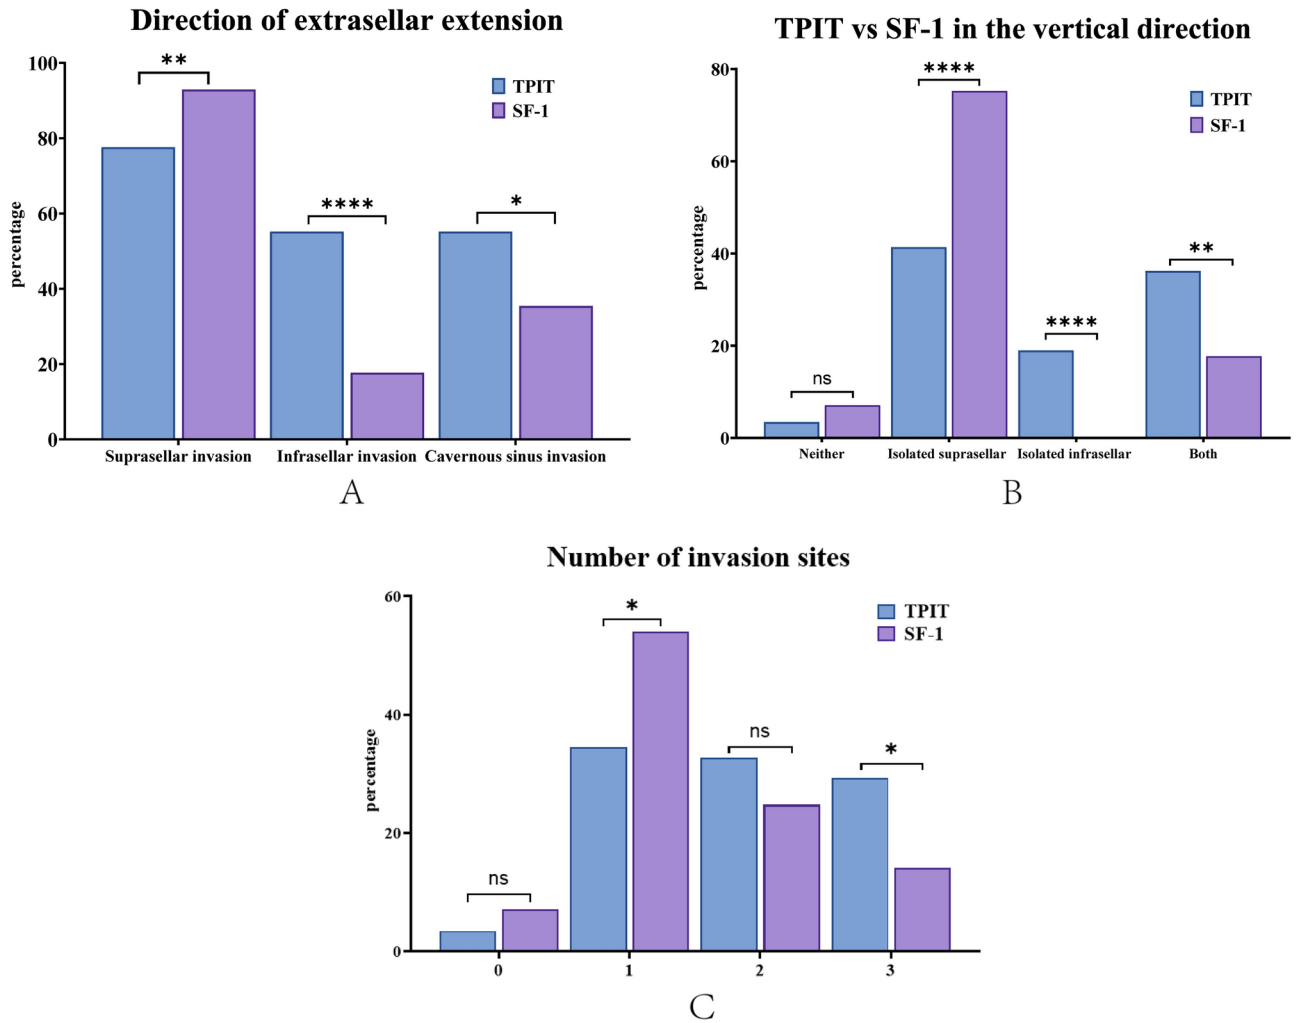 Direction of extrasellar extension
percentage
100
80
60
40
20
0
**
****
*
TPIT
SF-1
Suprasellar invasion
Infrasellar invasion
Cavernous sinus invasion
A
TPIT vs SF-1 in the vertical direction
percentage
80
60
40
20
0
ns
****
****
**
TPIT
SF-1
Neither
Isolated suprasellar
Isolated infrasellar
Both
B
Number of invasion sites
percentage
60
40
20
0
ns
*
ns
*
TPIT
SF-1
0
1
2
3
C